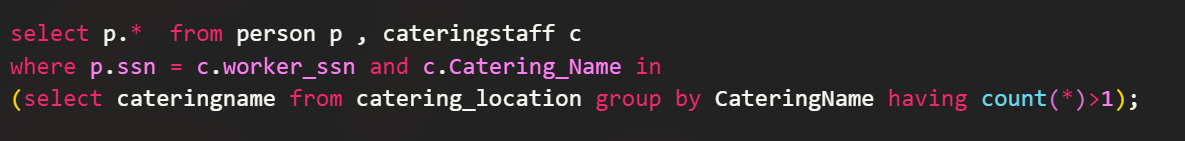 select p.*  from person p , cateringstaff c
where p.ssn = c.worker_ssn and c.Catering_Name in
(select cateringname from catering_location group by CateringName having count(*)>1);